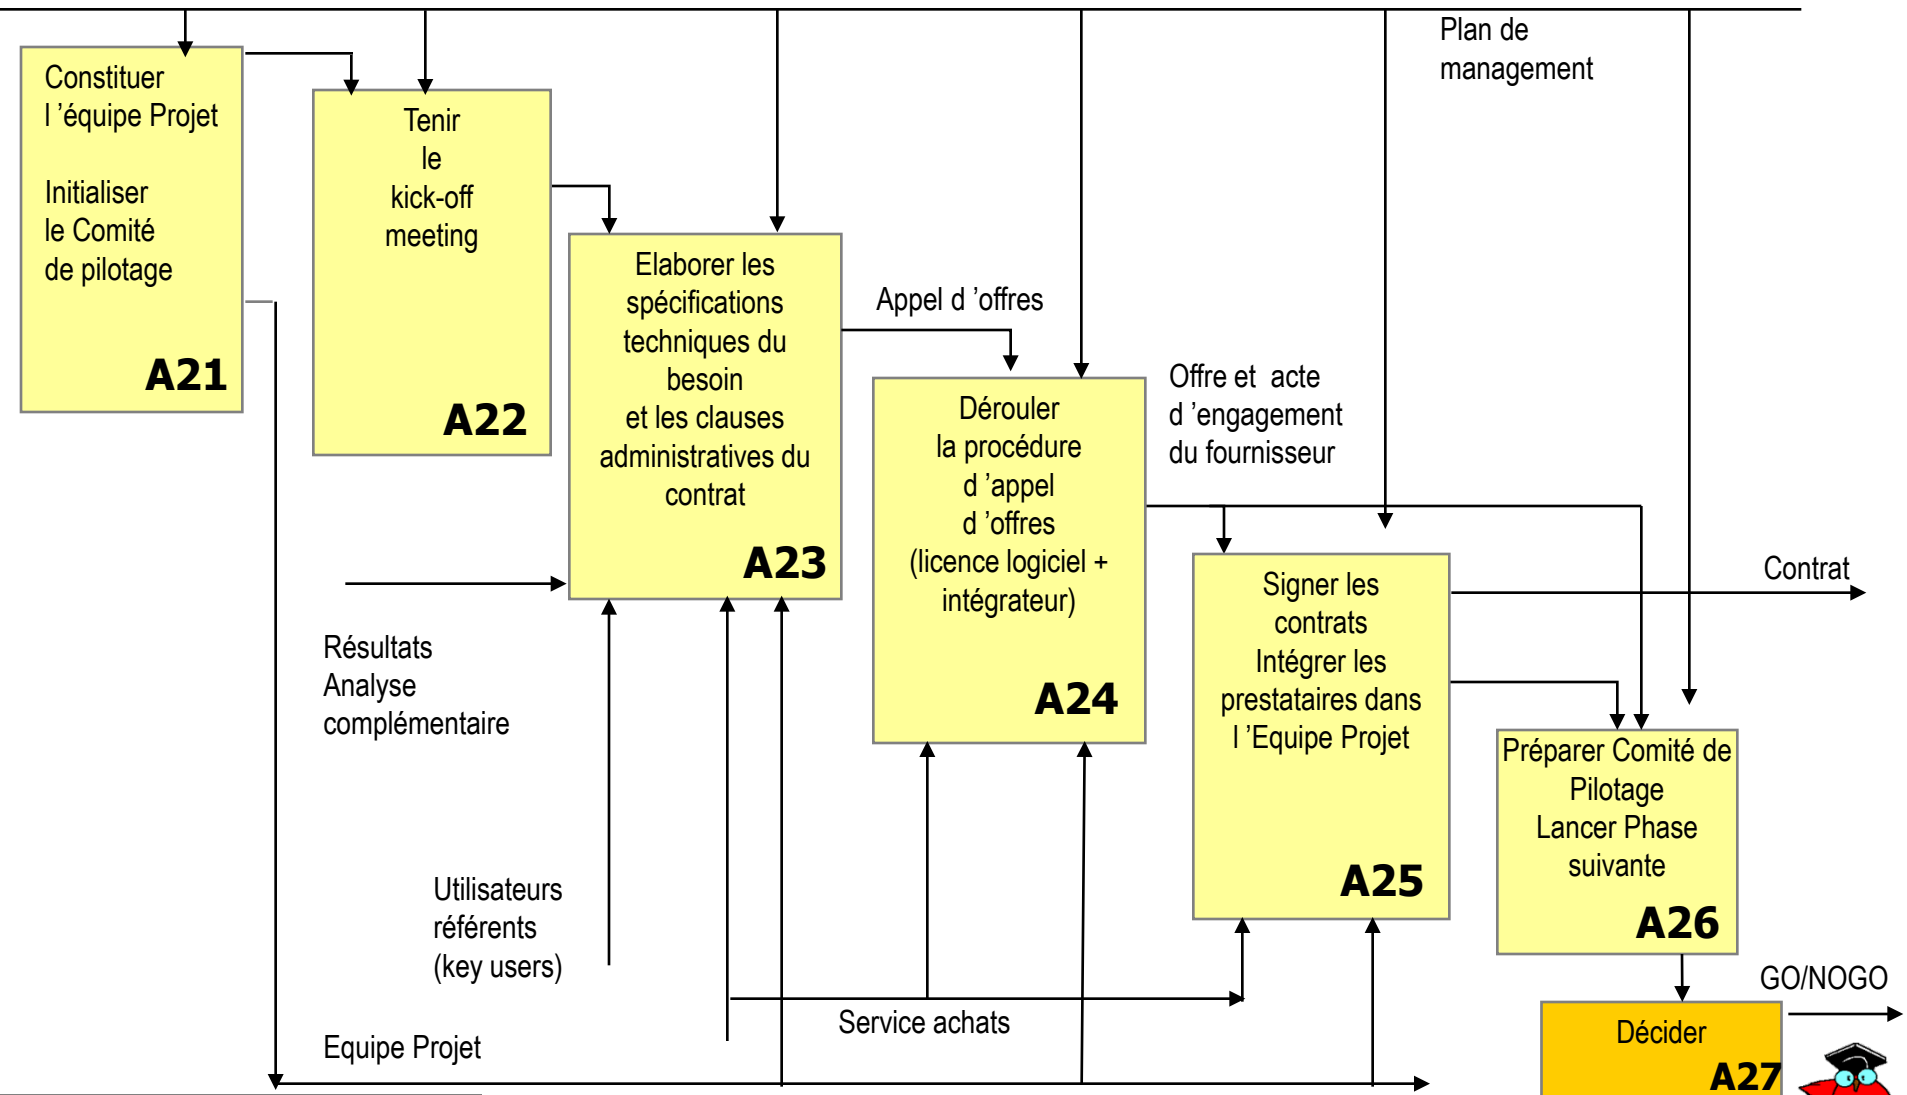 Plan de
management
Constituer
l ’équipe Projet
Initialiser
le Comité
de pilotage
A21
Tenir
le
kick-off
meeting
A22
Elaborer les
spécifications
techniques du
besoin
et les clauses
administratives du
contrat
A23
Appel d ’offres
Dérouler
la procédure
d ’appel
d ’offres
(licence logiciel +
intégrateur)
A24
Offre et  acte
d ’engagement
du fournisseur
Signer les
contrats
Intégrer les
prestataires dans
l ’Equipe Projet
A25
Contrat
Préparer Comité de
Pilotage
Lancer Phase
suivante
A26
Résultats
Analyse
complémentaire
Utilisateurs
référents
(key users)
Service achats
Equipe Projet
GO/NOGO
Décider
A27